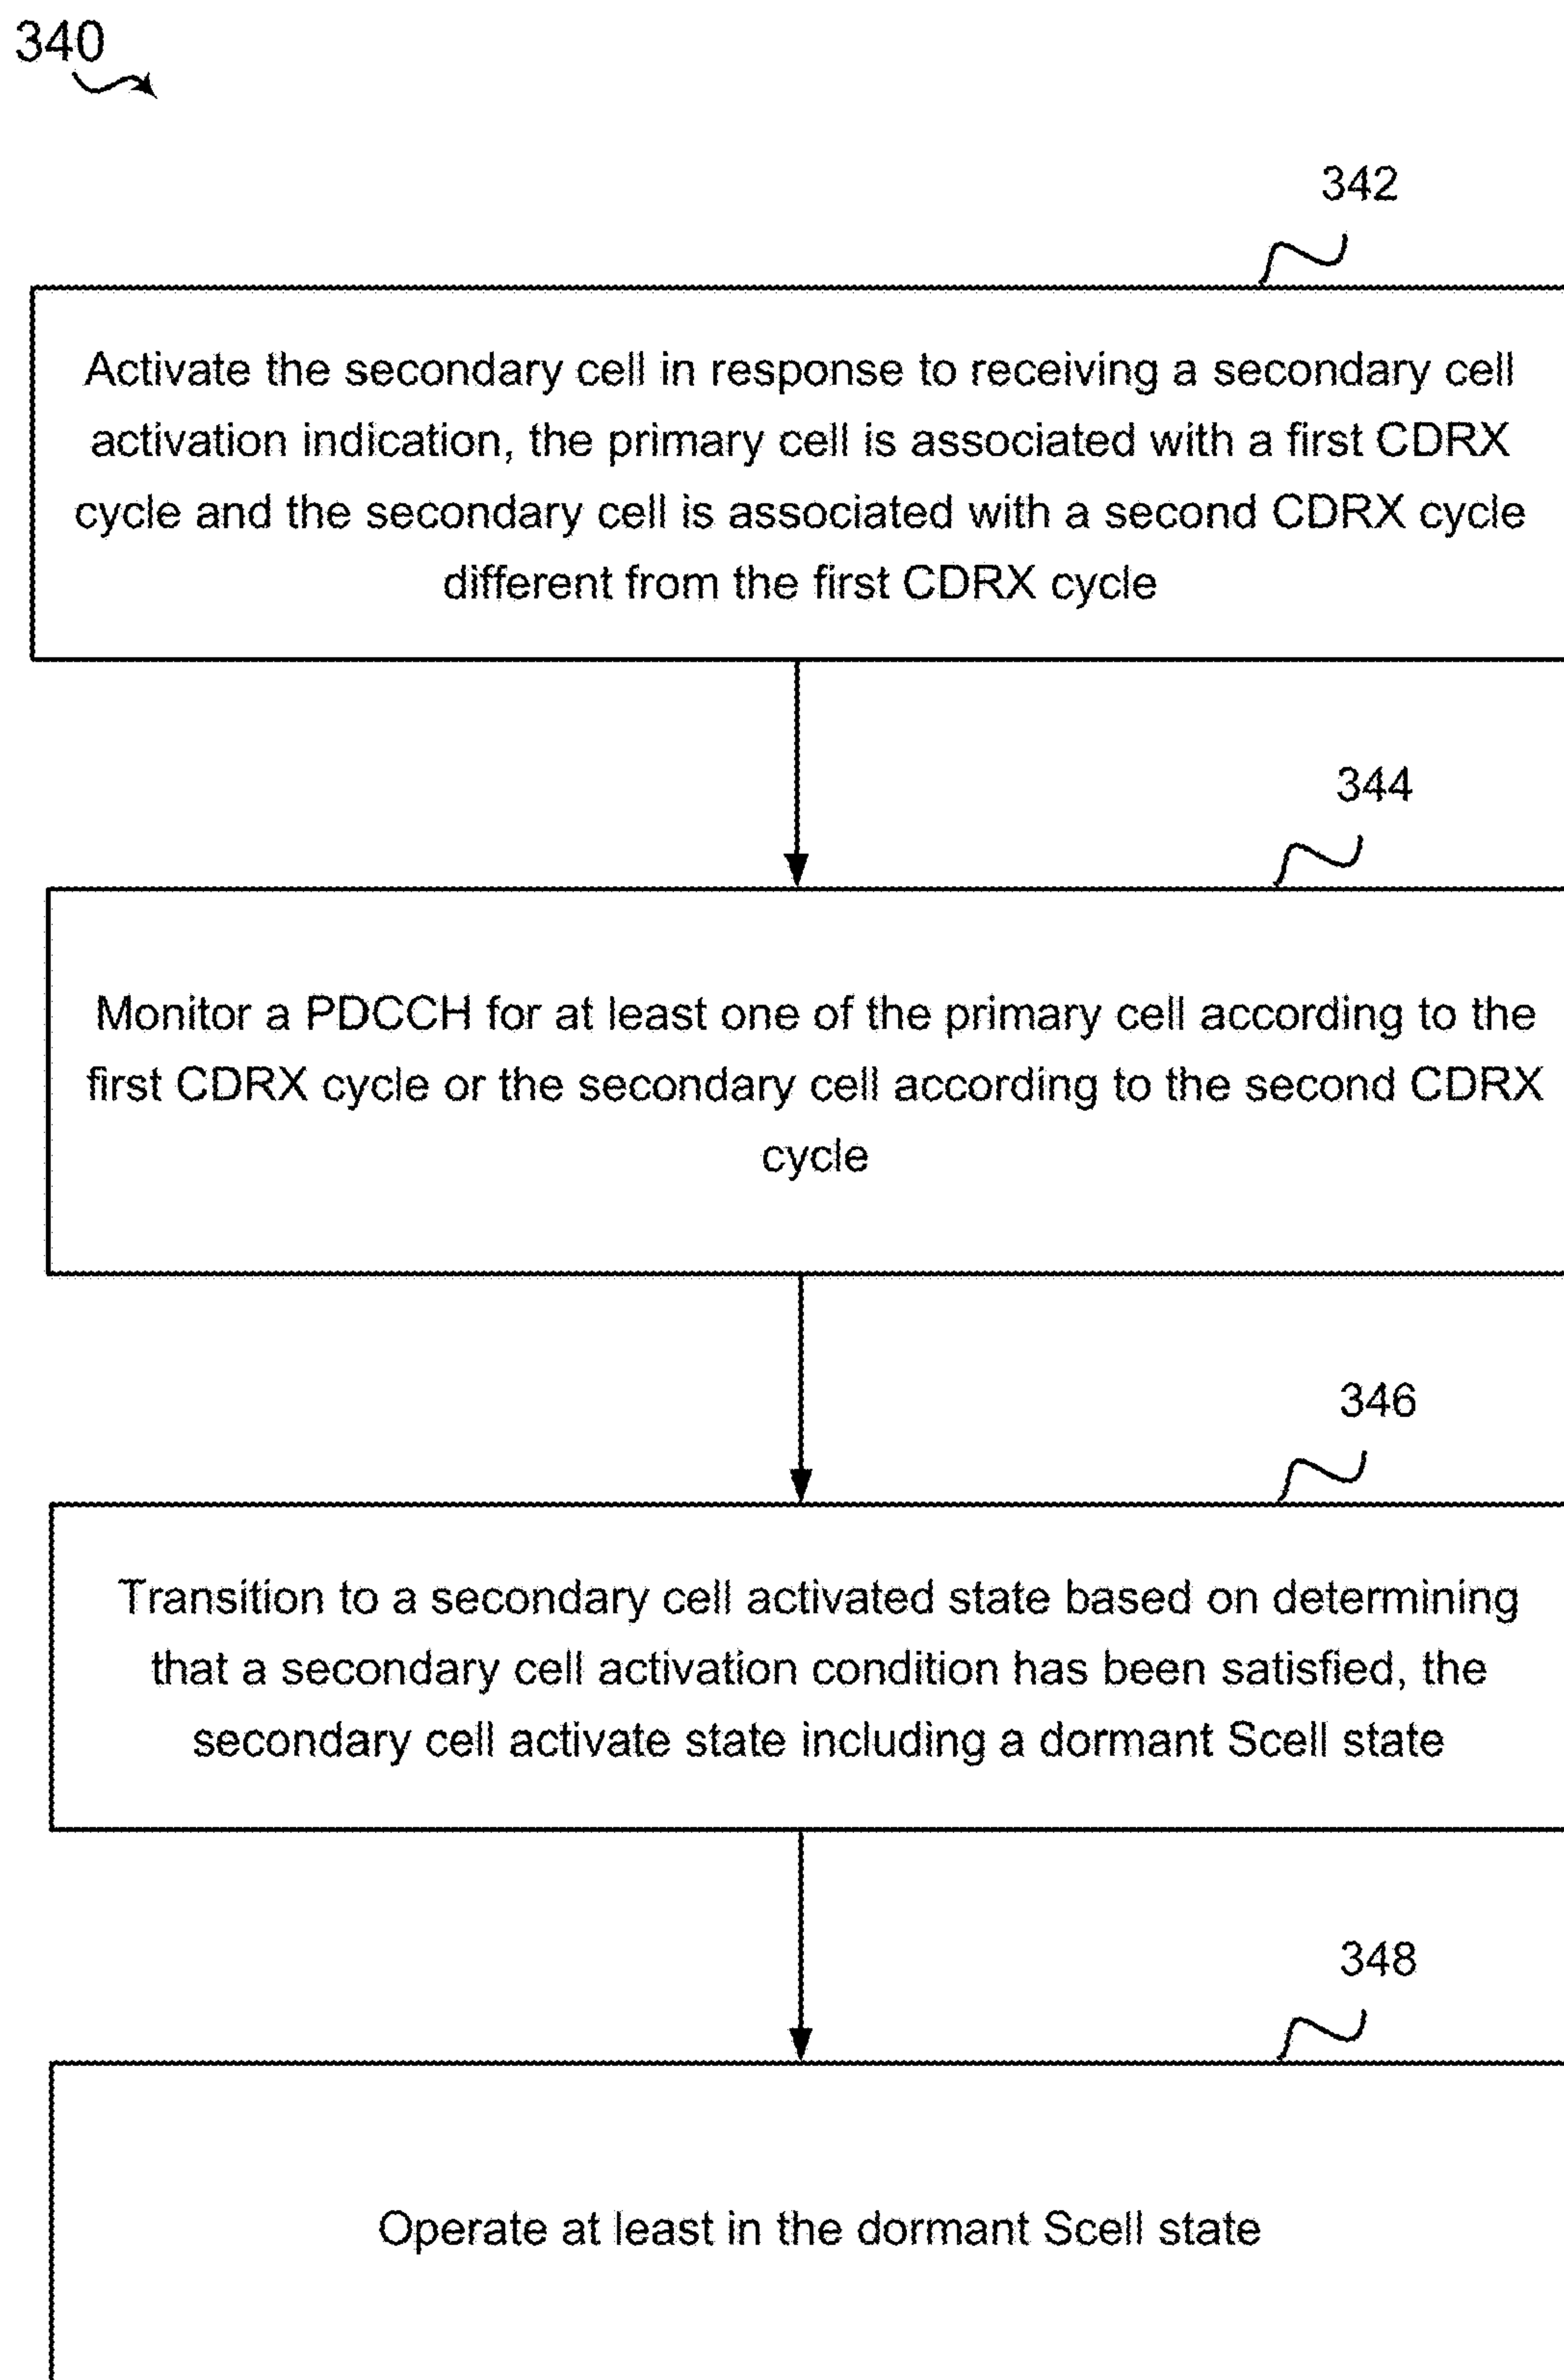 340
342
Activate the secondary cell in response to receiving a secondary cell
activation indication, the primary cell is associated with a first CDRX
cycle and the secondary cell is associated with a second CDRX cycle
different from the first CDRX cycle
344
Monitor a PDCCH for at least one of the primary cell according to the
first CDRX cycle or the secondary cell according to the second CDRX
cycle
346
Transition to a secondary cell activated state based on determining
that a secondary cell activation condition has been satisfied, the
secondary cell activate state including a dormant Scell state
348
Operate at least in the dormant Scell state